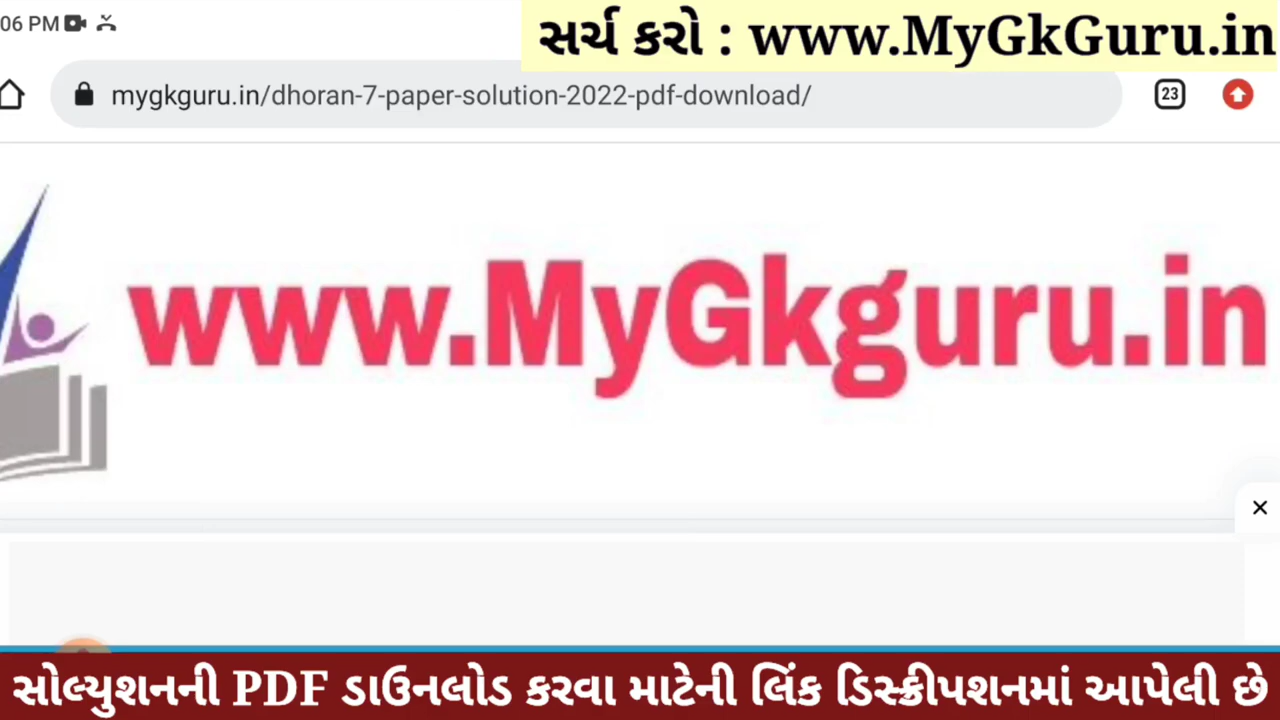 06 PM
સર્ચ કરો : www.MyGkGuru.in
mygkguru.in/dhoran-7-paper-solution-2022-pdf-download/
23
www.MyGkguru.in
સોલ્યુશનની PDF ડાઉનલોડ કરવા માટેની લિંક ડિસ્ક્રીપશનમાં આપેલી છે